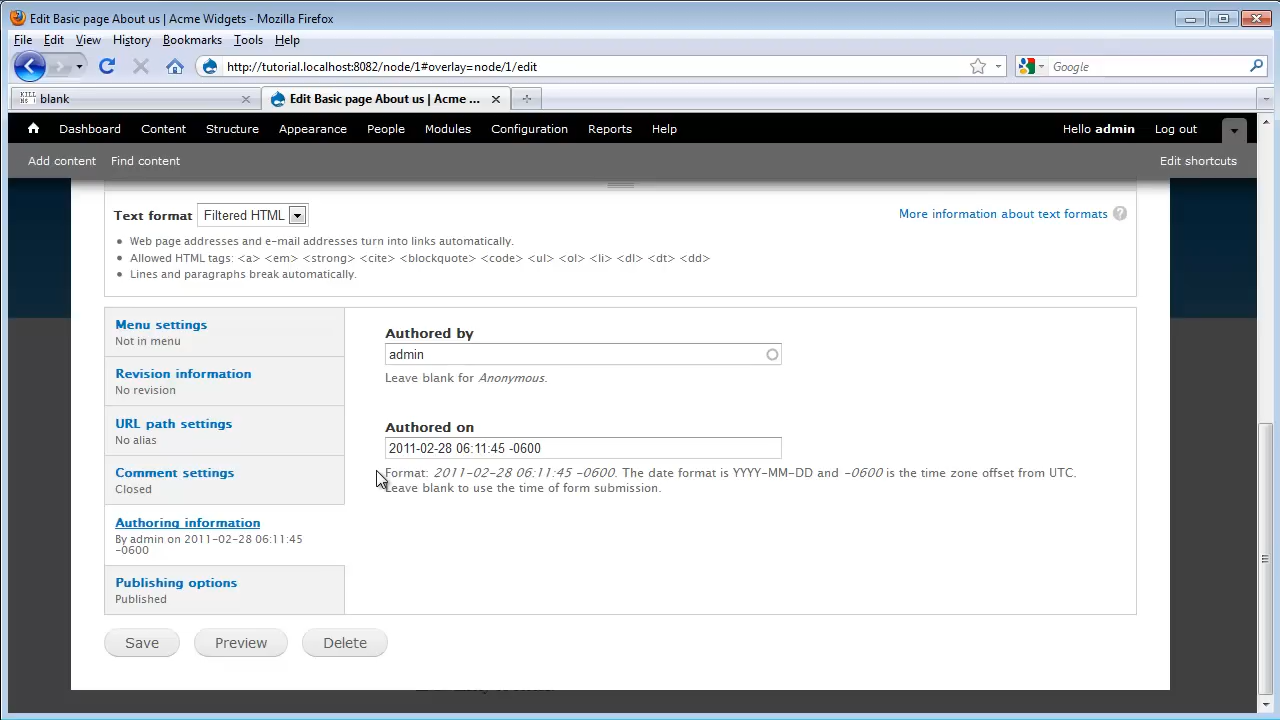 Edit Basic page About us | Acme Widgets - Mozilla Firefox
File Edit View History Bookmarks Tools Help
http://tutorial.localhost:8082/node/1#overlay=node/1/edit
Google
blank
Edit Basic page About us | Acme ...
Dashboard Content Structure Appearance People Modules Configuration Reports Help Hello admin Log out
Add content Find content Edit shortcuts
Text format Filtered HTML More information about text formats ?
Web page addresses and e-mail addresses turn into links automatically.
Allowed HTML tags: <a> <em> <strong> <cite> <blockquote> <code> <ul> <ol> <li> <dl> <dt> <dd>
Lines and paragraphs break automatically.
Menu settings
Not in menu
Revision information
No revision
URL path settings
No alias
Comment settings
Closed
Authoring information
By admin on 2011-02-28 06:11:45
-0600
Publishing options
Published
Authored by
admin
Leave blank for Anonymous.
Authored on
2011-02-28 06:11:45 -0600
Format: 2011-02-28 06:11:45 -0600. The date format is YYYY-MM-DD and -0600 is the time zone offset from UTC.
Leave blank to use the time of form submission.
Save Preview Delete